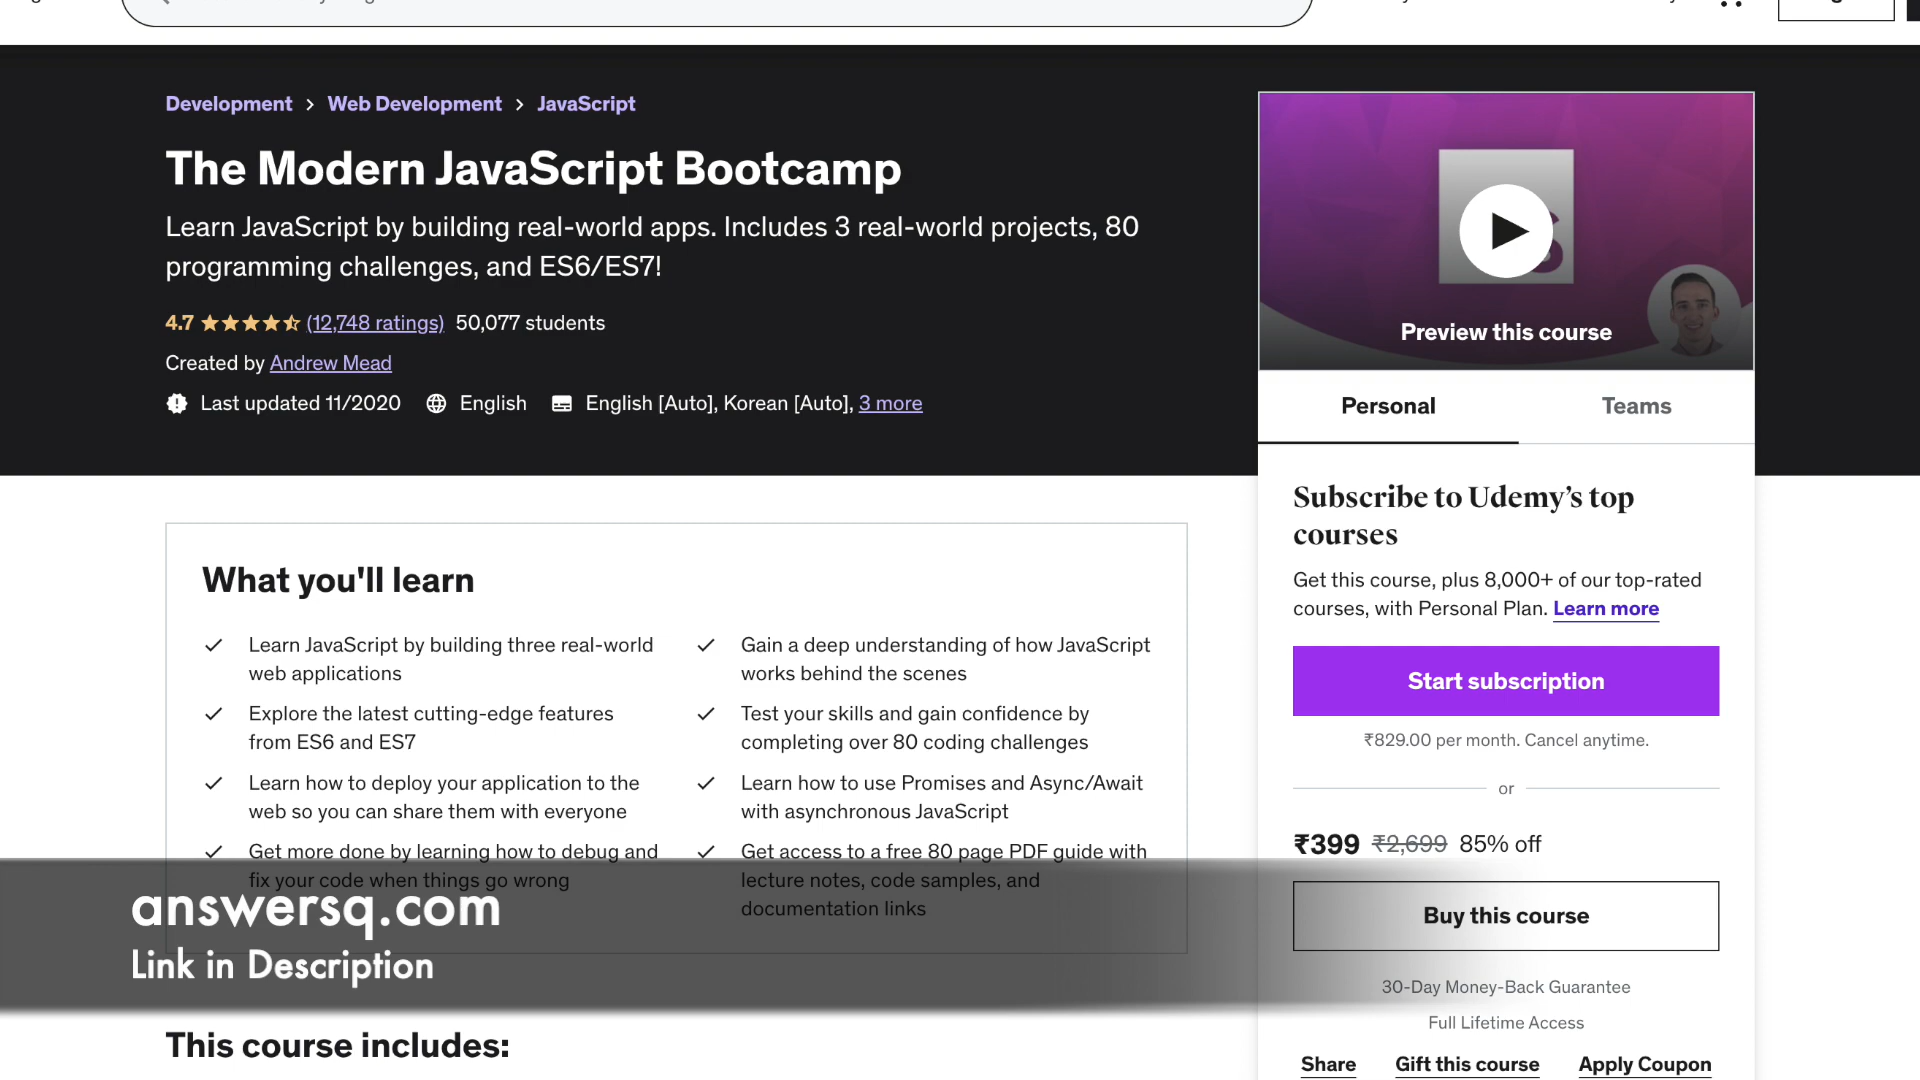 Development > Web Development > JavaScript
The Modern JavaScript Bootcamp
Learn JavaScript by building real-world apps. Includes 3 real-world projects, 80
programming challenges, and ES6/ES7!
4.7 (12,748 ratings) 50,077 students
Created by Andrew Mead
Last updated 11/2020 English English [Auto], Korean [Auto], 3 more
What you'll learn
Learn JavaScript by building three real-world
web applications
Explore the latest cutting-edge features
from ES6 and ES7
Learn how to deploy your application to the
web so you can share them with everyone
Get more done by learning how to debug and
fix your code when things go wrong
Gain a deep understanding of how JavaScript
works behind the scenes
Test your skills and gain confidence by
completing over 80 coding challenges
Learn how to use Promises and Async/Await
with asynchronous JavaScript
Get access to a free 80 page PDF guide with
lecture notes, code samples, and
documentation links
answersq.com
Link in Description
This course includes:
Preview this course
Personal Teams
Subscribe to Udemy’s top
courses
Get this course, plus 8,000+ of our top-rated
courses, with Personal Plan. Learn more
Start subscription
₹829.00 per month. Cancel anytime.
or
₹399 ₹2,699 85% off
Buy this course
30-Day Money-Back Guarantee
Full Lifetime Access
Share Gift this course Apply Coupon